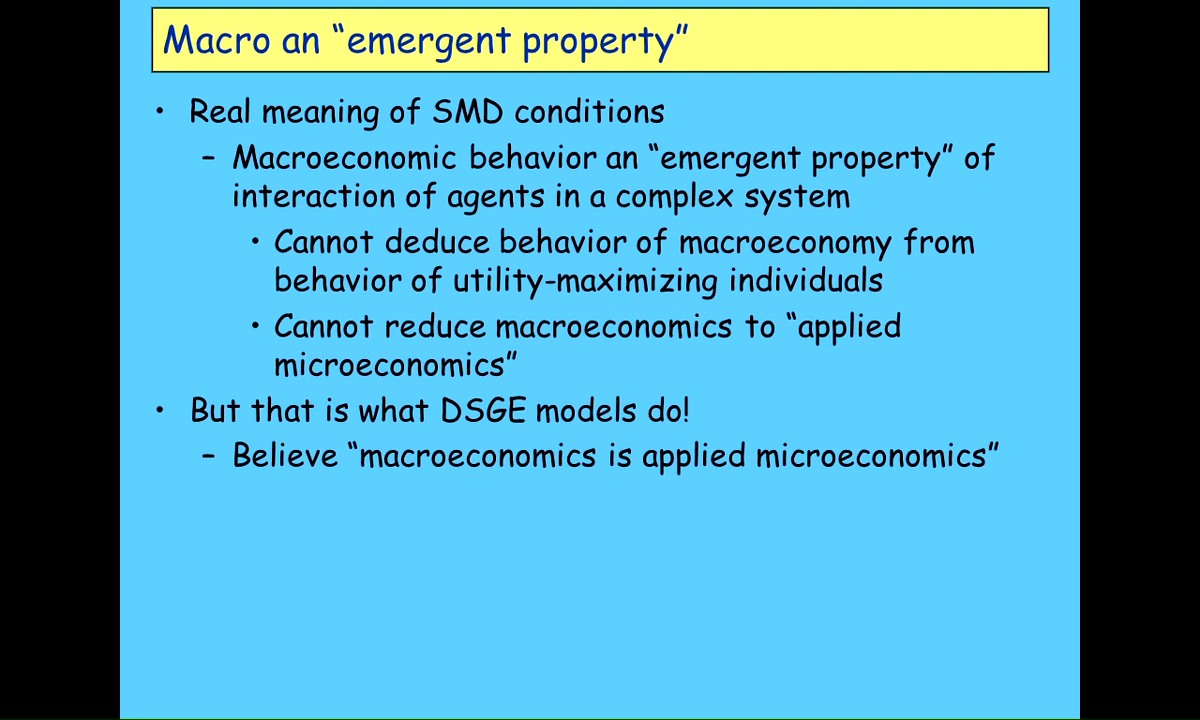 Macro an “emergent property”
• Real meaning of SMD conditions
– Macroeconomic behavior an “emergent property” of
interaction of agents in a complex system
• Cannot deduce behavior of macroeconomy from
behavior of utility-maximizing individuals
• Cannot reduce macroeconomics to “applied
microeconomics”
• But that is what DSGE models do!
– Believe “macroeconomics is applied microeconomics”